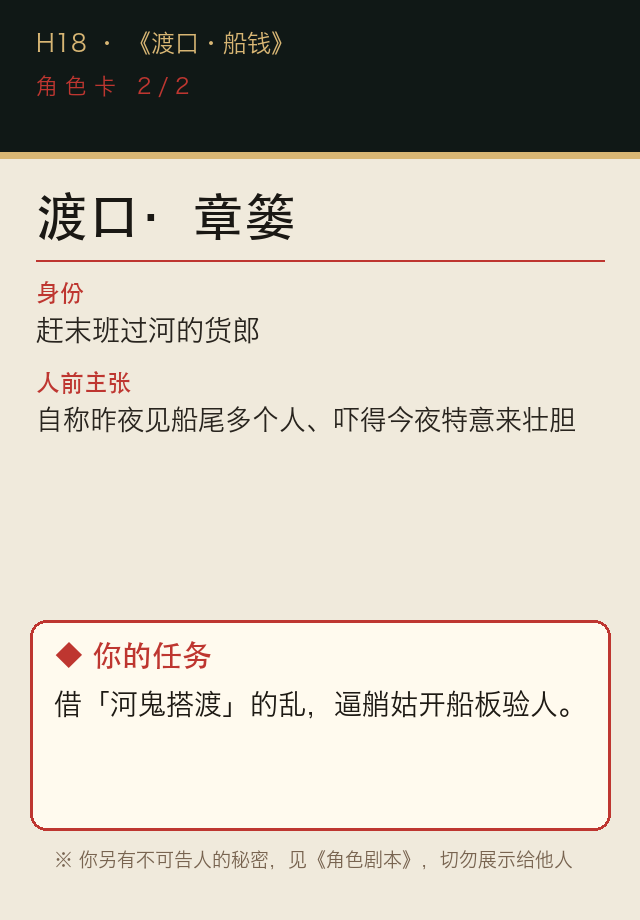 H18 · 《渡口·船钱》
角色卡 2/2
渡口· 章篓
身份
赶末班过河的货郎
人前主张
自称昨夜见船尾多个人、吓得今夜特意来壮胆
◆ 你的任务
借「河鬼搭渡」的乱，逼艄姑开船板验人。
※ 你另有不可告人的秘密，见《角色剧本》，切勿展示给他人